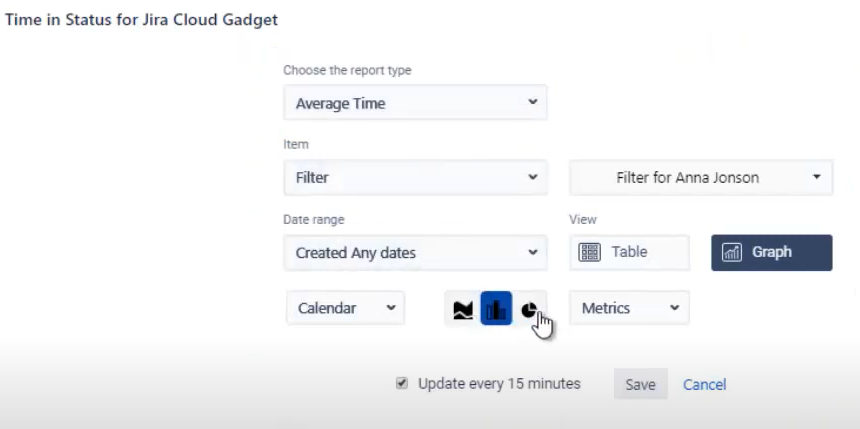 Time in Status for Jira Cloud Gadget
Choose the report type
Average Time
Item
Filter
Filter for Anna Jonson
Date range
View
Created Any dates
Table
Graph
Calendar
Metrics
Update every 15 minutes
Save
Cancel